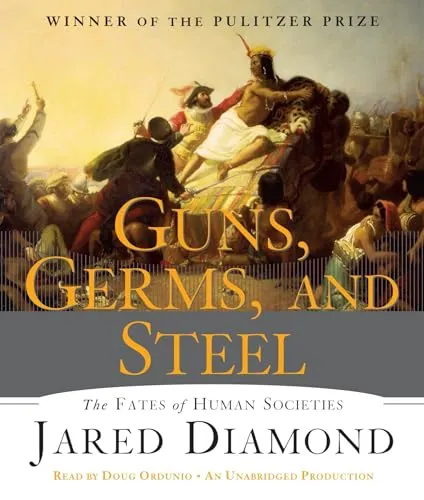 WINNER OF THE PULITZER PRIZE
GUNS,
GERMS, AND
STEEL
The FATES of HUMAN SOCIETIES
JARED DIAMOND
READ BY DOUG ORDUNIO • AN UNABRIDGED PRODUCTION